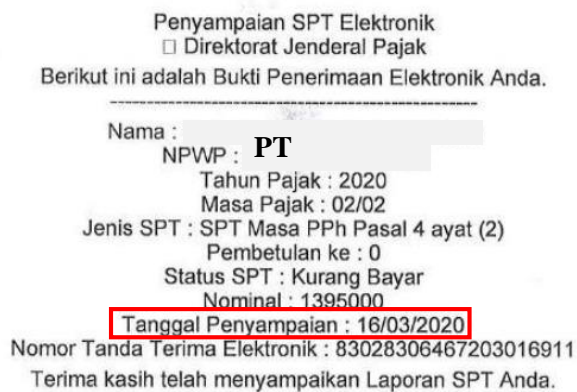 Penyampaian SPT Elektronik
□ Direktorat Jenderal Pajak
Berikut ini adalah Bukti Penerimaan Elektronik Anda.
------------------------------------------------------
Nama :
NPWP : PT
Tahun Pajak : 2020
Masa Pajak : 02/02
Jenis SPT : SPT Masa PPh Pasal 4 ayat (2)
Pembetulan ke : 0
Status SPT : Kurang Bayar
Nominal : 1395000
Tanggal Penyampaian : 16/03/2020
Nomor Tanda Terima Elektronik : 83028306467203016911
Terima kasih telah menyampaikan Laporan SPT Anda.